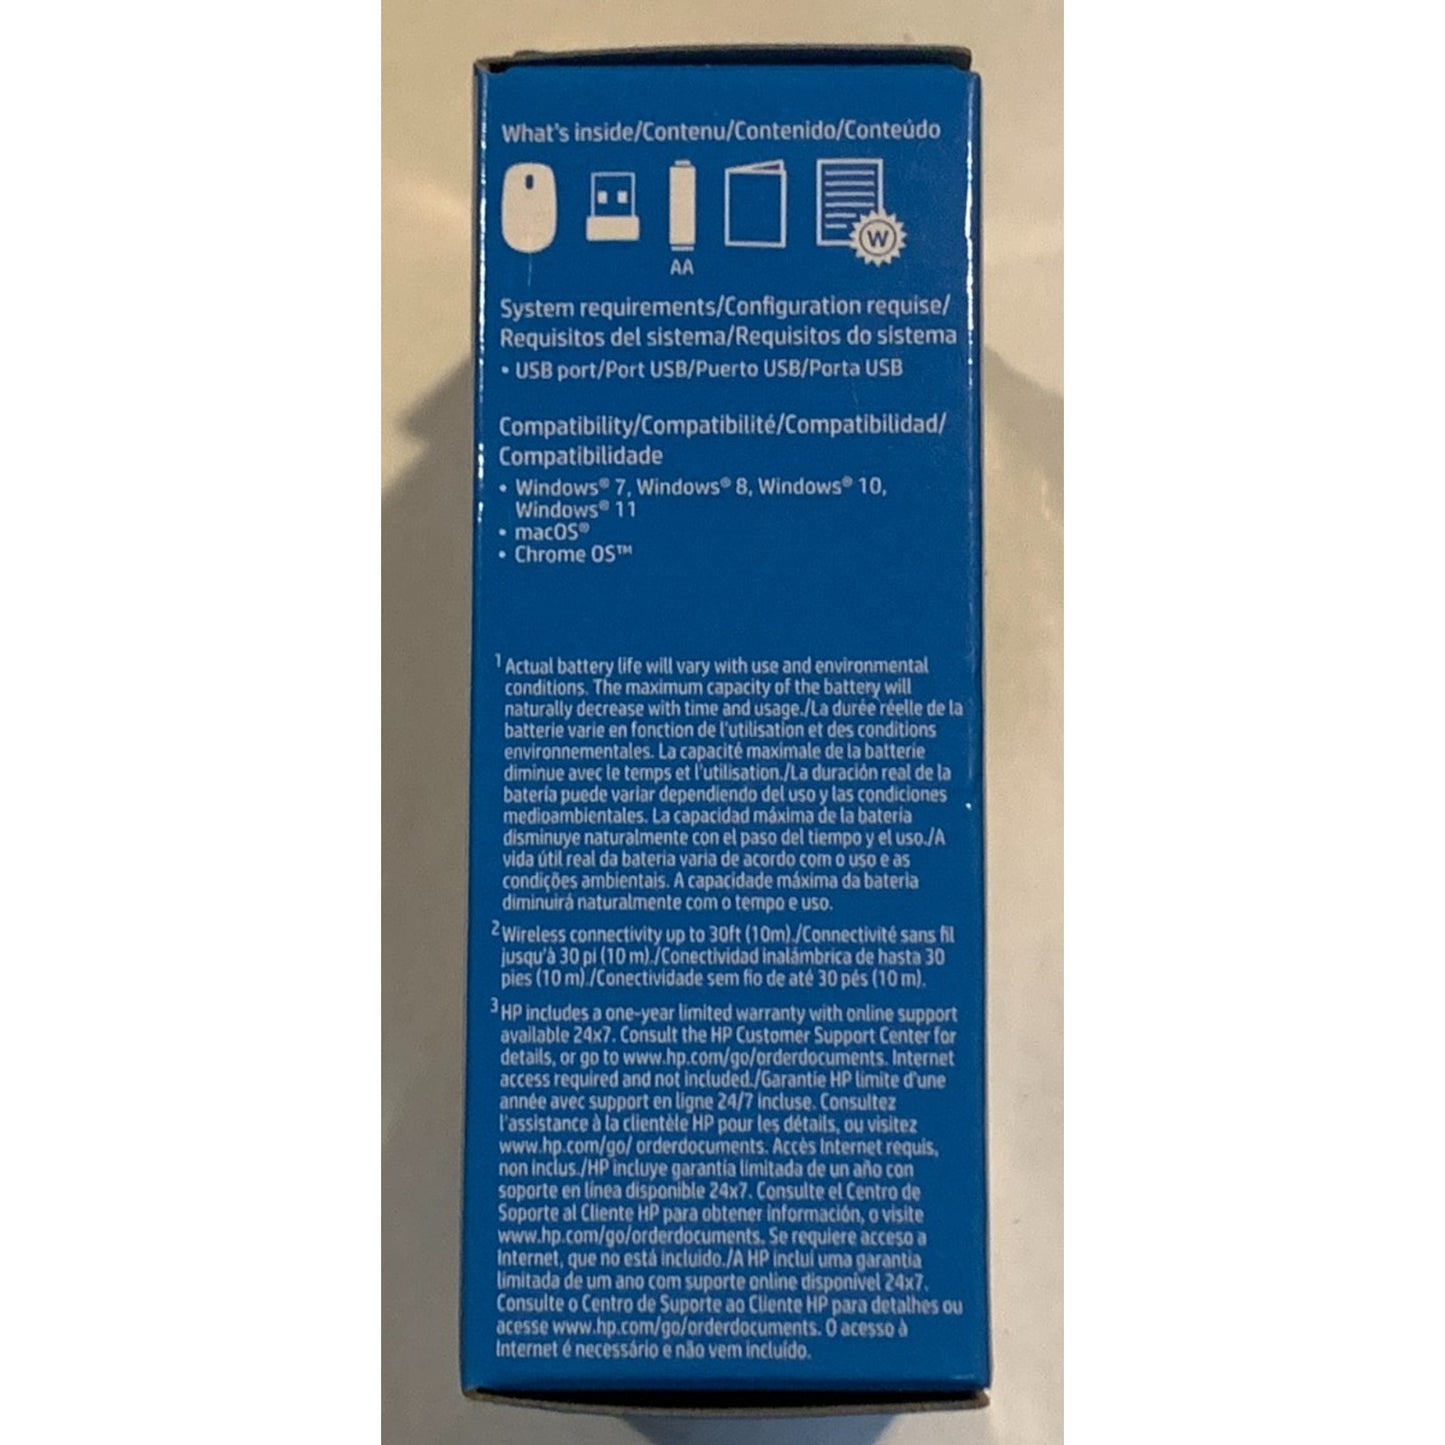 What's inside/Contenu/Contenido/Conteúdo
W
AA
System requirements/Configuration requise/
Requisitos del sistema/Requisitos do sistema
• USB port/Port USB/Puerto USB/Porta USB
Compatibility/Compatibilité/Compatibilidad/
Compatibilidade
• Windows® 7, Windows® 8, Windows® 10,
Windows® 11
• macOS®
• Chrome OS™
1 Actual battery life will vary with use and environmental
conditions. The maximum capacity of the battery will
naturally decrease with time and usage./La durée réelle de la
batterie varie en fonction de l'utilisation et des conditions
environnementales. La capacité maximale de la batterie
diminue avec le temps et l'utilisation./La duración real de la
batería puede variar dependiendo del uso y las condiciones
medioambientales. La capacidad máxima de la batería
disminuye naturalmente con el paso del tiempo y el uso./A
vida útil real da bateria varia de acordo com o uso e as
condições ambientais. A capacidade máxima da bateria
diminuirá naturalmente com o tempo e uso.
2 Wireless connectivity up to 30ft (10m)./Connectivité sans fil
jusqu'à 30 pi (10 m)./Conectividad inalámbrica de hasta 30
pies (10 m)./Conectividade sem fio de até 30 pés (10 m).
3 HP includes a one-year limited warranty with online support
available 24x7. Consult the HP Customer Support Center for
details, or go to www.hp.com/go/orderdocuments. Internet
access required and not included./Garantie HP limite d'une
année avec support en ligne 24/7 incluse. Consultez
l'assistance à la clientèle HP pour les détails, ou visitez
www.hp.com/go/ orderdocuments. Accès Internet requis,
non inclus./HP incluye garantía limitada de un año con
soporte en línea disponible 24x7. Consulte el Centro de
Soporte al Cliente HP para obtener información, o visite
www.hp.com/go/orderdocuments. Se requiere acceso a
Internet, que no está incluido./A HP inclui uma garantia
limitada de um ano com suporte online disponível 24x7.
Consulte o Centro de Suporte ao Cliente HP para detalhes ou
acesse www.hp.com/go/orderdocuments. O acesso à
Internet é necessário e não vem incluído.